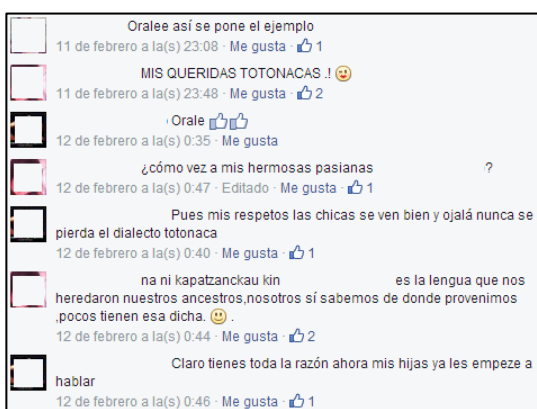 Oralee así se pone el ejemplo
11 de febrero a la(s) 23:08 · Me gusta · 1
MIS QUERIDAS TOTONACAS .!
11 de febrero a la(s) 23:48 · Me gusta · 2
Orale
12 de febrero a la(s) 0:35 · Me gusta
¿cómo vez a mis hermosas pasianas ?
12 de febrero a la(s) 0:47 · Editado · Me gusta · 1
Pues mis respetos las chicas se ven bien y ojalá nunca se
pierda el dialecto totonaca
12 de febrero a la(s) 0:40 · Me gusta · 1
na ni kapatzanckau kin es la lengua que nos
heredaron nuestros ancestros,nosotros sí sabemos de donde provenimos
,pocos tienen esa dicha. .
12 de febrero a la(s) 0:44 · Me gusta · 2
Claro tienes toda la razón ahora mis hijas ya les empeze a
hablar
12 de febrero a la(s) 0:46 · Me gusta · 1